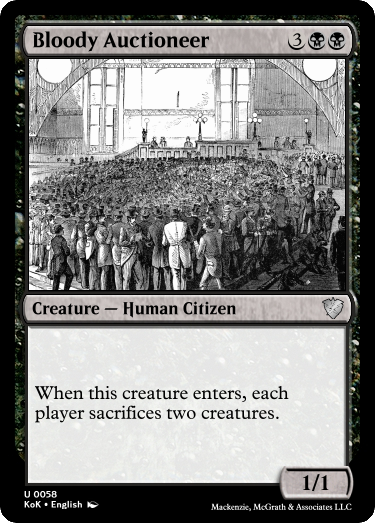 Bloody Auctioneer 3
Creature — Human Citizen
When this creature enters, each
player sacrifices two creatures.
1/1
U 0058
KoK • English
Mackenzie, McGrath & Associates LLC